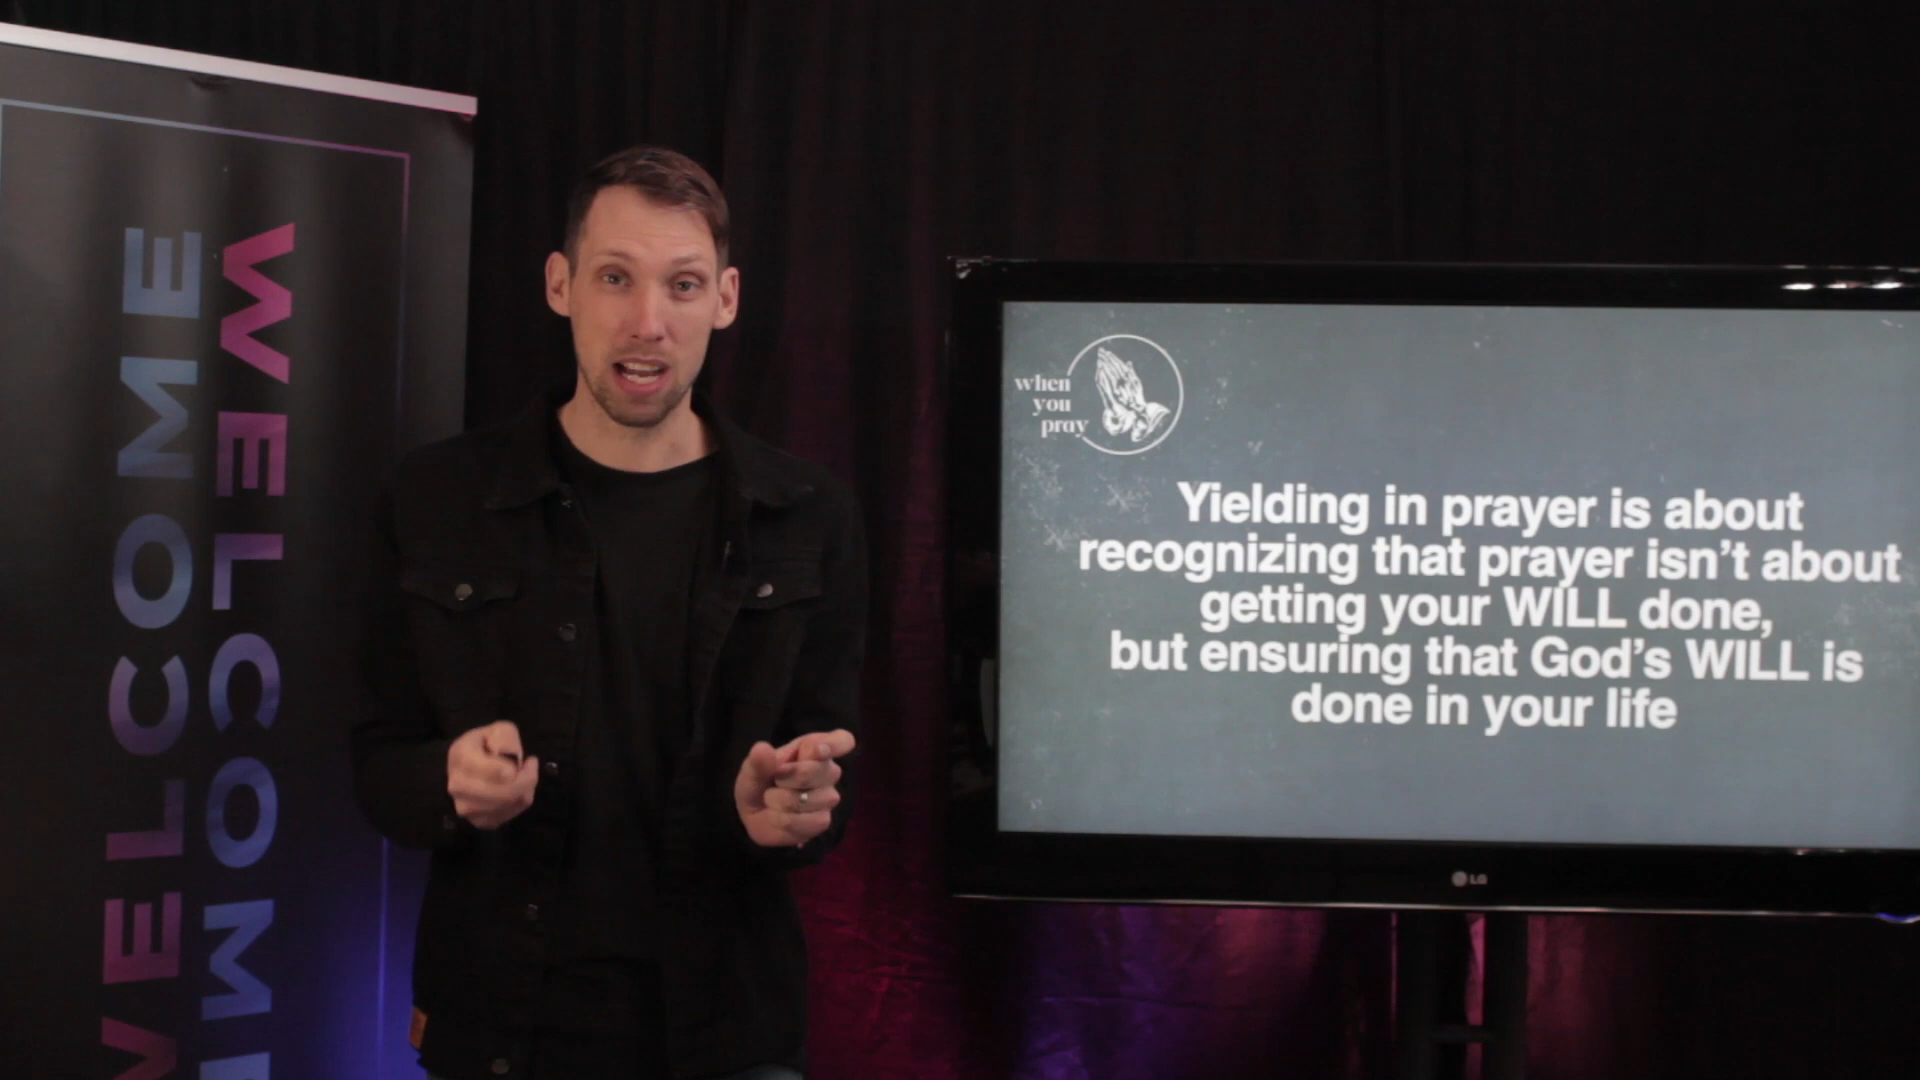 WELCOME
WELCOM
when
you
pray
Yielding in prayer is about
recognizing that prayer isn't about
getting your WILL done,
but ensuring that God's WILL is
done in your life
LG